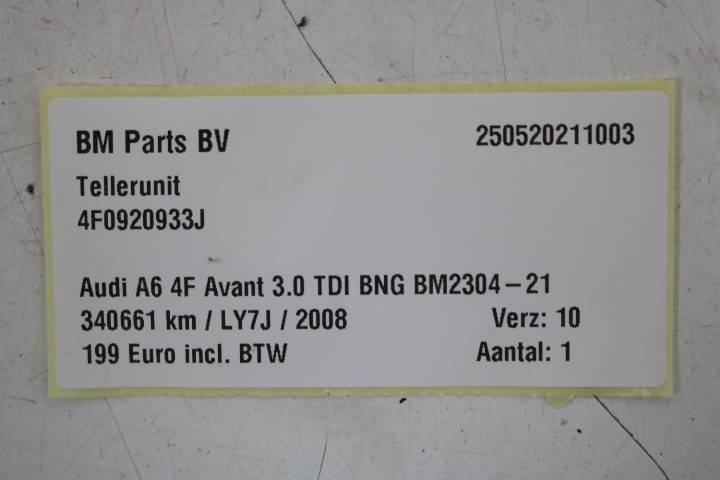 BM Parts BV 250520211003
Tellerunit
4F0920933J
Audi A6 4F Avant 3.0 TDI BNG BM2304-21
340661 km / LY7J / 2008 Verz: 10
199 Euro incl. BTW Aantal: 1